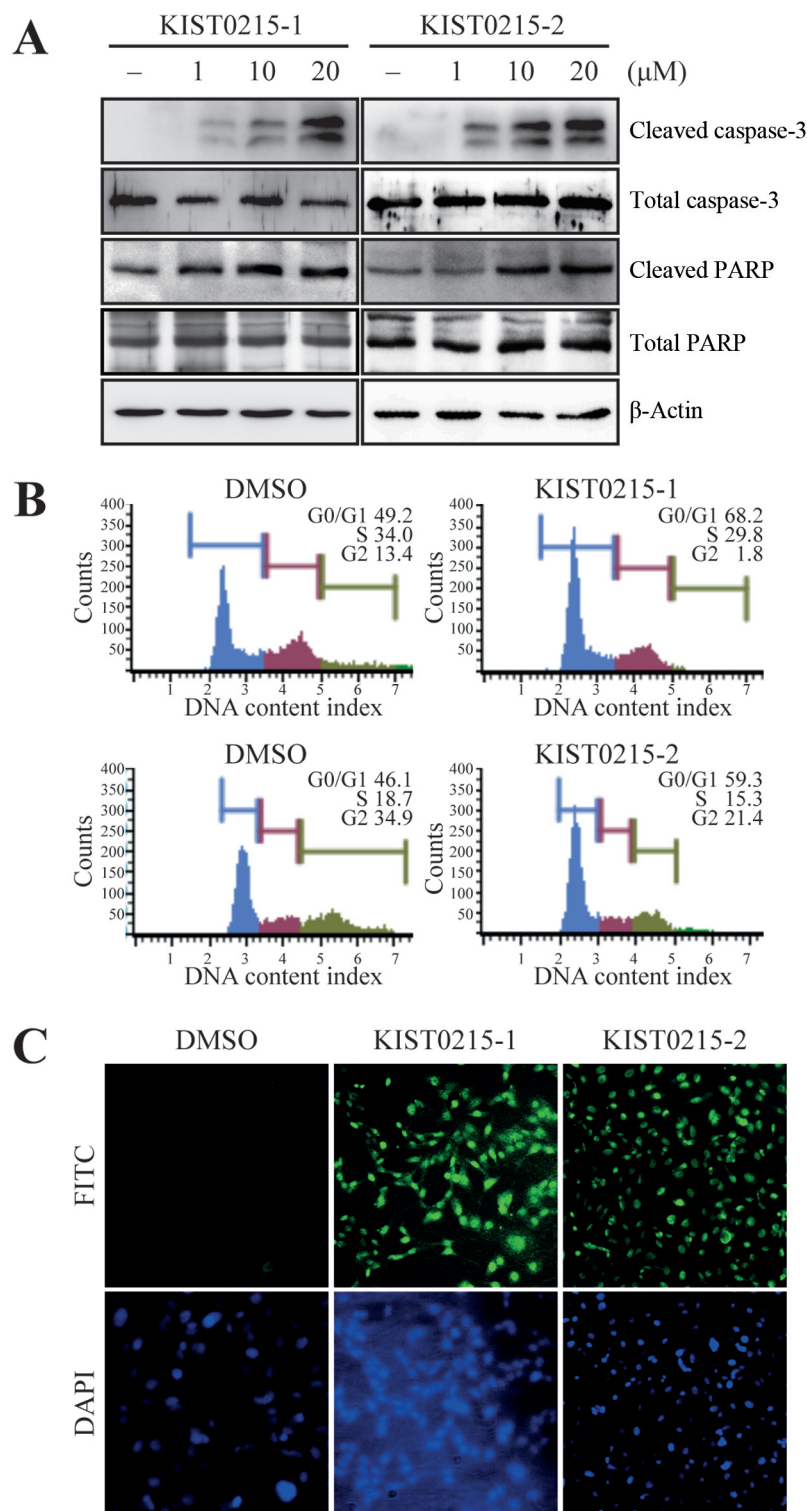 A
KIST0215-1 KIST0215-2
– 1 10 20 – 1 10 20 (μM)
Cleaved caspase-3
Total caspase-3
Cleaved PARP
Total PARP
β-Actin
B
DMSO
G0/G1 49.2
S 34.0
G2 13.4
Counts
400
350
300
250
200
150
100
50
1 2 3 4 5 6 7
DNA content index
KIST0215-1
G0/G1 68.2
S 29.8
G2 1.8
Counts
400
350
300
250
200
150
100
50
1 2 3 4 5 6 7
DNA content index
DMSO
G0/G1 46.1
S 18.7
G2 34.9
Counts
400
350
300
250
200
150
100
50
1 2 3 4 5 6 7
DNA content index
KIST0215-2
G0/G1 59.3
S 15.3
G2 21.4
Counts
400
350
300
250
200
150
100
50
1 2 3 4 5 6 7
DNA content index
C
DMSO KIST0215-1 KIST0215-2
FITC
DAPI